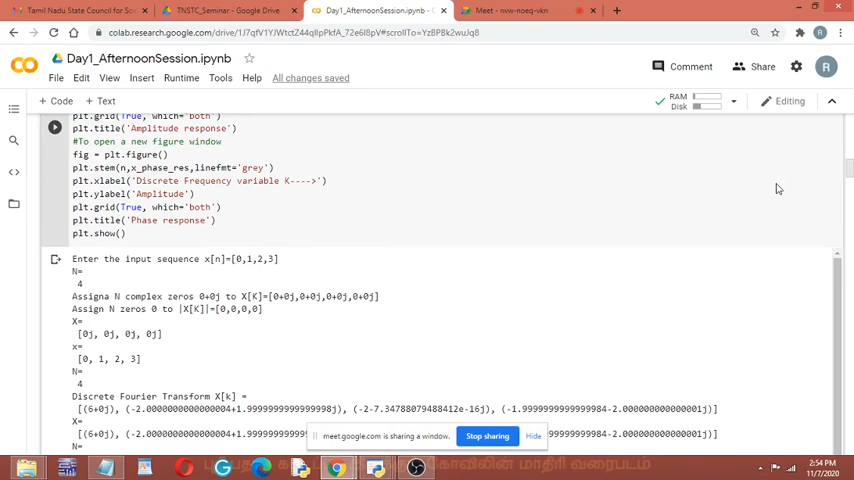 Tamil Nadu State Council for Sci
TNSTC_Seminar - Google Drive
Day1_AfternoonSession.ipynb - C
Meet - nvw-noeq-vkn
colab.research.google.com/drive/1J7qfV1YJWtctZ44qIlpPkfA_72e6I8pV#scrollTo=YzBPBk2wuJq8
Day1_AfternoonSession.ipynb
Comment
Share
R
File Edit View Insert Runtime Tools Help All changes saved
+ Code + Text
RAM
Disk
Editing
plt.grid(True, which='both')
plt.title('Amplitude response')
#To open a new figure window
fig = plt.figure()
plt.stem(n,x_phase_res,linefmt='grey')
plt.xlabel('Discrete Frequency variable K---->')
plt.ylabel('Amplitude')
plt.grid(True, which='both')
plt.title('Phase response')
plt.show()
Enter the input sequence x[n]=[0,1,2,3]
N=
4
Assigna N complex zeros 0+0j to X[K]=[0+0j,0+0j,0+0j,0+0j]
Assign N zeros 0 to |X[K]|=[0,0,0,0]
X=
[0j, 0j, 0j, 0j]
x=
[0, 1, 2, 3]
N=
4
Discrete Fourier Transform X[k] =
[(6+0j), (-2.0000000000000004+1.9999999999999998j), (-2-7.34788079488412e-16j), (-1.9999999999999984-2.000000000000001j)]
X=
[(6+0j), (-2.0000000000000004+1.99999 99999999984-2.000000000000001j)]
N=
meet.google.com is sharing a window.
Stop sharing
Hide
2:54 PM
11/7/2020